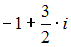 -1 + 3/2 · i